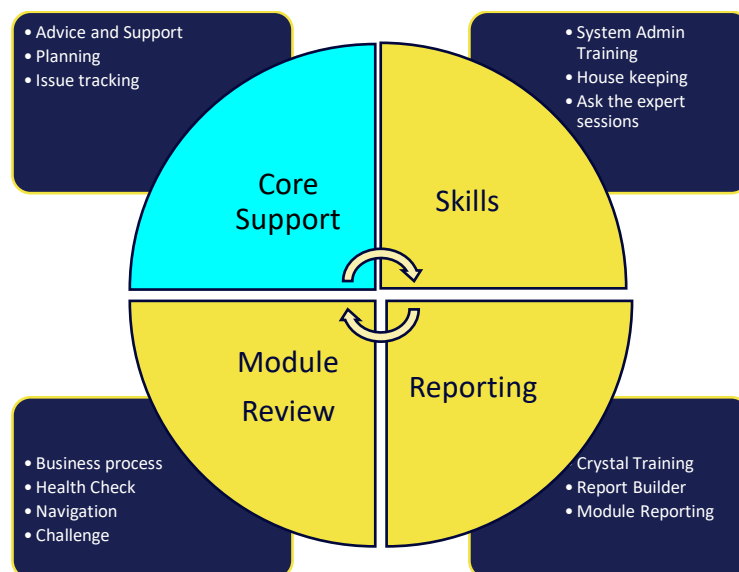 • Advice and Support
• Planning
• Issue tracking
• System Admin
Training
• House keeping
• Ask the expert
sessions
Core
Support
Skills
Module
Review
Reporting
• Business process
• Health Check
• Navigation
• Challenge
• Crystal Training
• Report Builder
• Module Reporting